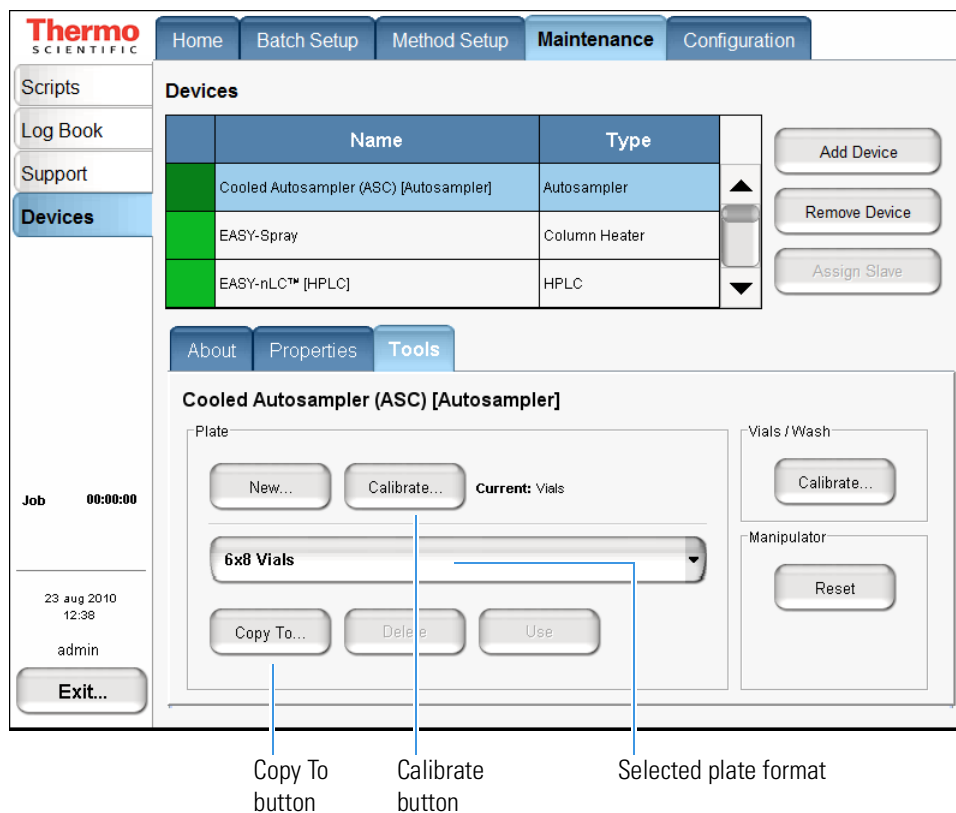 Thermo
SCIENTIFIC
Home
Batch Setup
Method Setup
Maintenance
Configuration
Scripts
Log Book
Support
Devices
Devices
Name
Type
Cooled Autosampler (ASC) [Autosampler]
Autosampler
EASY-Spray
Column Heater
EASY-nLC™ [HPLC]
HPLC
Add Device
Remove Device
Assign Slave
About
Properties
Tools
Cooled Autosampler (ASC) [Autosampler]
Plate
New...
Calibrate...
Current: Vials
6x8 Vials
Copy To...
Delete
Use
Vials / Wash
Calibrate...
Manipulator
Reset
Job 00:00:00
23 aug 2010
12:38
admin
Exit...
Copy To
button
Calibrate
button
Selected plate format